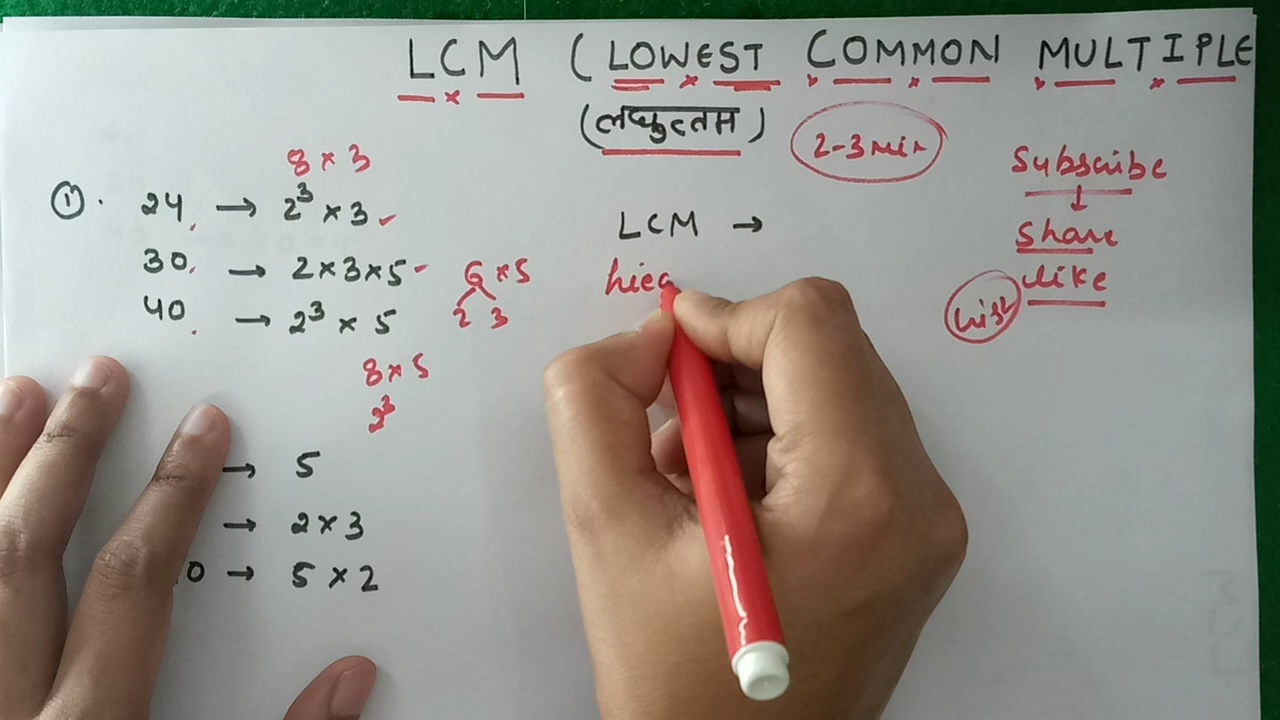 LCM (LOWEST COMMON MULTIPLE
(लघुत्तम)
2-3 Min
Subscribe
↓
Share
like
8 × 3
①. 24 → 2³ × 3 ✓
30 → 2×3×5
40 → 2³ × 5
6 × 5
2 3
8 × 5
2³
LCM →
→ 5
→ 2 × 3
0 → 5 × 2